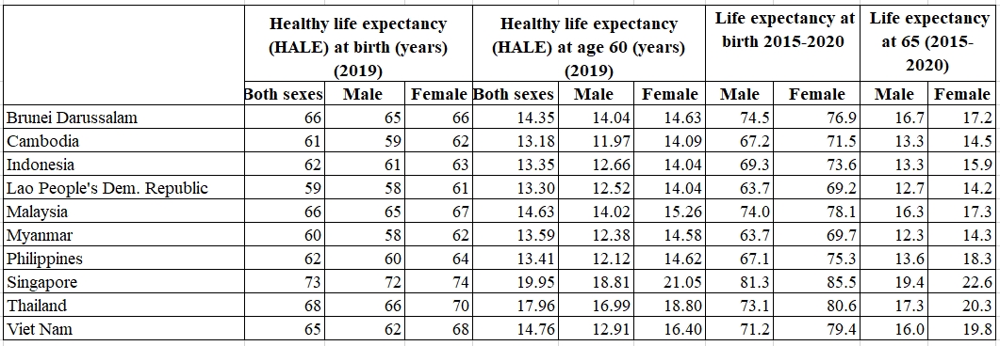 Healthy life expectancy (HALE) at birth (years) (2019) Healthy life expectancy (HALE) at age 60 (years) (2019) Life expectancy at birth 2015-2020 Life expectancy at 65 (2015-2020)
Both sexes Male Female Both sexes Male Female Male Female Male Female
Brunei Darussalam 66 65 66 14.35 14.04 14.63 74.5 76.9 16.7 17.2
Cambodia 61 59 62 13.18 11.97 14.09 67.2 71.5 13.3 14.5
Indonesia 62 61 63 13.35 12.66 14.04 69.3 73.6 13.3 15.9
Lao People's Dem. Republic 59 58 61 13.30 12.52 14.04 63.7 69.2 12.7 14.2
Malaysia 66 65 67 14.63 14.02 15.26 74.0 78.1 16.3 17.3
Myanmar 60 58 62 13.59 12.38 14.58 63.7 69.7 12.3 14.3
Philippines 62 60 64 13.41 12.12 14.62 67.1 75.3 13.6 18.3
Singapore 73 72 74 19.95 18.81 21.05 81.3 85.5 19.4 22.6
Thailand 68 66 70 17.96 16.99 18.80 73.1 80.6 17.3 20.3
Viet Nam 65 62 68 14.76 12.91 16.40 71.2 79.4 16.0 19.8